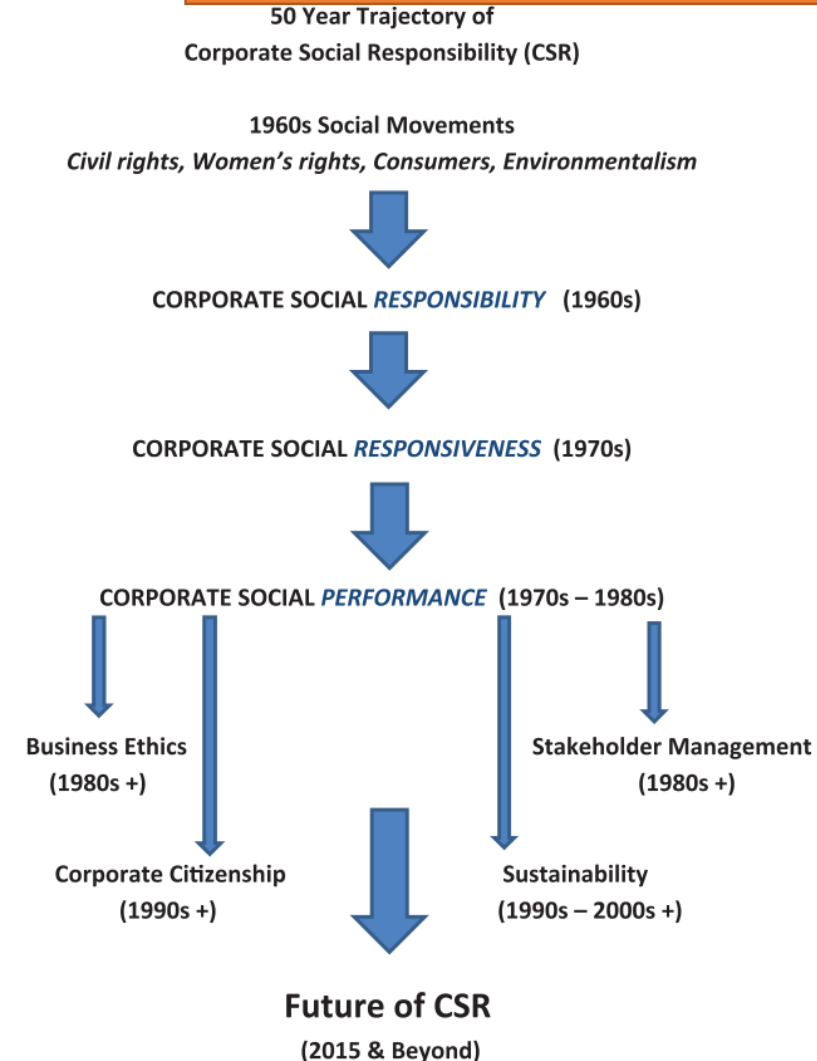 50 Year Trajectory of
Corporate Social Responsibility (CSR)
1960s Social Movements
Civil rights, Women's rights, Consumers, Environmentalism
CORPORATE SOCIAL RESPONSIBILITY (1960s)
CORPORATE SOCIAL RESPONSIVENESS (1970s)
CORPORATE SOCIAL PERFORMANCE (1970s – 1980s)
Business Ethics
(1980s +)
Stakeholder Management
(1980s +)
Corporate Citizenship
(1990s +)
Sustainability
(1990s – 2000s +)
Future of CSR
(2015 & Beyond)